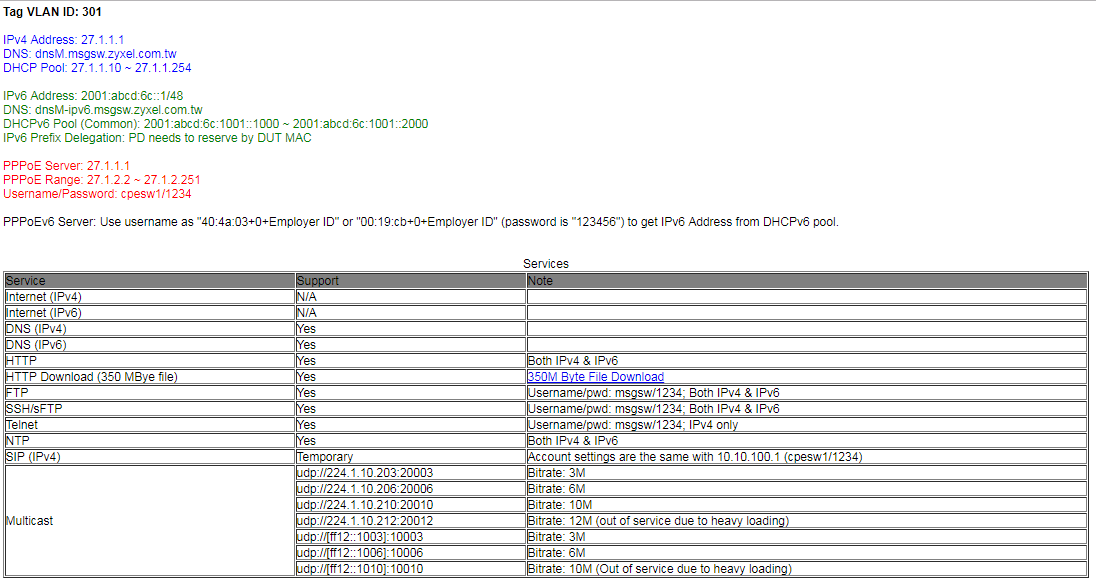 Tag VLAN ID: 301
IPv4 Address: 27.1.1.1
DNS: dnsM.msgsw.zyxel.com.tw
DHCP Pool: 27.1.1.10 ~ 27.1.1.254
IPv6 Address: 2001:abcd:6c::1/48
DNS: dnsM-ipv6.msgsw.zyxel.com.tw
DHCPv6 Pool (Common): 2001:abcd:6c:1001::1000 ~ 2001:abcd:6c:1001::2000
IPv6 Prefix Delegation: PD needs to reserve by DUT MAC
PPPoE Server: 27.1.1.1
PPPoE Range: 27.1.2.2 ~ 27.1.2.251
Username/Password: cpesw1/1234
PPPoEv6 Server: Use username as "40:4a:03+0+Employer ID" or "00:19:cb+0+Employer ID" (password is "123456") to get IPv6 Address from DHCPv6 pool.
Services
Service Support Note
Internet (IPv4) N/A
Internet (IPv6) N/A
DNS (IPv4) Yes
DNS (IPv6) Yes
HTTP Yes Both IPv4 & IPv6
HTTP Download (350 MBye file) Yes 350M Byte File Download
FTP Yes Username/pwd: msgsw/1234; Both IPv4 & IPv6
SSH/sFTP Yes Username/pwd: msgsw/1234; Both IPv4 & IPv6
Telnet Yes Username/pwd: msgsw/1234; IPv4 only
NTP Yes Both IPv4 & IPv6
SIP (IPv4) Temporary Account settings are the same with 10.10.100.1 (cpesw1/1234)
Multicast udp://224.1.10.203:20003 Bitrate: 3M
udp://224.1.10.206:20006 Bitrate: 6M
udp://224.1.10.210:20010 Bitrate: 10M
udp://224.1.10.212:20012 Bitrate: 12M (out of service due to heavy loading)
udp://[ff12::1003]:10003 Bitrate: 3M
udp://[ff12::1006]:10006 Bitrate: 6M
udp://[ff12::1010]:10010 Bitrate: 10M (Out of service due to heavy loading)